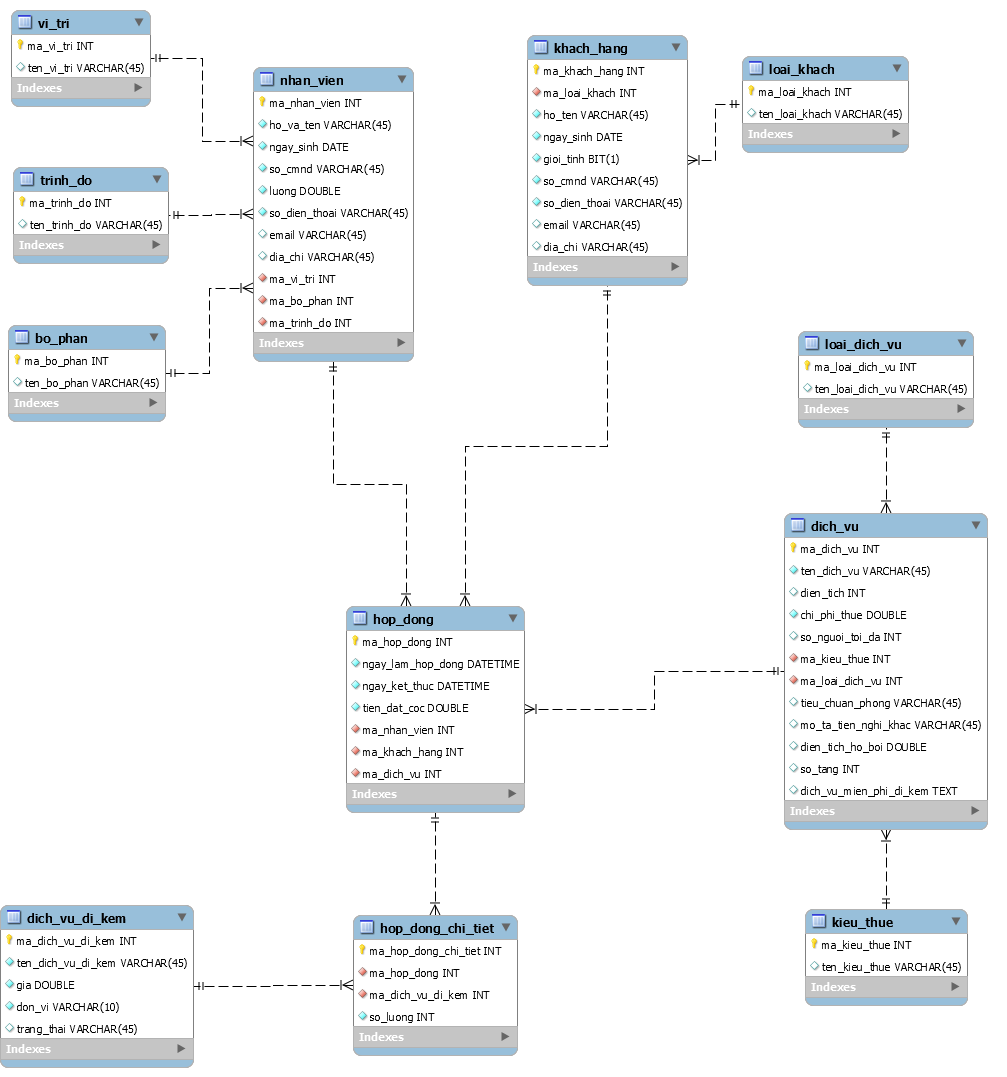 vi_tri
ma_vi_tri INT
ten_vi_tri VARCHAR(45)
Indexes
nhan_vien
ma_nhan_vien INT
ho_va_ten VARCHAR(45)
ngay_sinh DATE
so_cmnd VARCHAR(45)
luong DOUBLE
so_dien_thoai VARCHAR(45)
email VARCHAR(45)
dia_chi VARCHAR(45)
ma_vi_tri INT
ma_bo_phan INT
ma_trinh_do INT
Indexes
khach_hang
ma_khach_hang INT
ma_loai_khach INT
ho_ten VARCHAR(45)
ngay_sinh DATE
gioi_tinh BIT(1)
so_cmnd VARCHAR(45)
so_dien_thoai VARCHAR(45)
email VARCHAR(45)
dia_chi VARCHAR(45)
Indexes
loai_khach
ma_loai_khach INT
ten_loai_khach VARCHAR(45)
Indexes
trinh_do
ma_trinh_do INT
ten_trinh_do VARCHAR(45)
Indexes
bo_phan
ma_bo_phan INT
ten_bo_phan VARCHAR(45)
Indexes
loai_dich_vu
ma_loai_dich_vu INT
ten_loai_dich_vu VARCHAR(45)
Indexes
dich_vu
ma_dich_vu INT
ten_dich_vu VARCHAR(45)
dien_tich INT
chi_phi_thue DOUBLE
so_nguoi_toi_da INT
ma_kieu_thue INT
ma_loai_dich_vu INT
tieu_chuan_phong VARCHAR(45)
mo_ta_tien_nghi_khac VARCHAR(45)
dien_tich_ho_boi DOUBLE
so_tang INT
dich_vu_mien_phi_di_kem TEXT
Indexes
hop_dong
ma_hop_dong INT
ngay_lam_hop_dong DATETIME
ngay_ket_thuc DATETIME
tien_dat_coc DOUBLE
ma_nhan_vien INT
ma_khach_hang INT
ma_dich_vu INT
Indexes
dich_vu_di_kem
ma_dich_vu_di_kem INT
ten_dich_vu_di_kem VARCHAR(45)
gia DOUBLE
don_vi VARCHAR(10)
trang_thai VARCHAR(45)
Indexes
hop_dong_chi_tiet
ma_hop_dong_chi_tiet INT
ma_hop_dong INT
ma_dich_vu_di_kem INT
so_luong INT
Indexes
kieu_thue
ma_kieu_thue INT
ten_kieu_thue VARCHAR(45)
Indexes